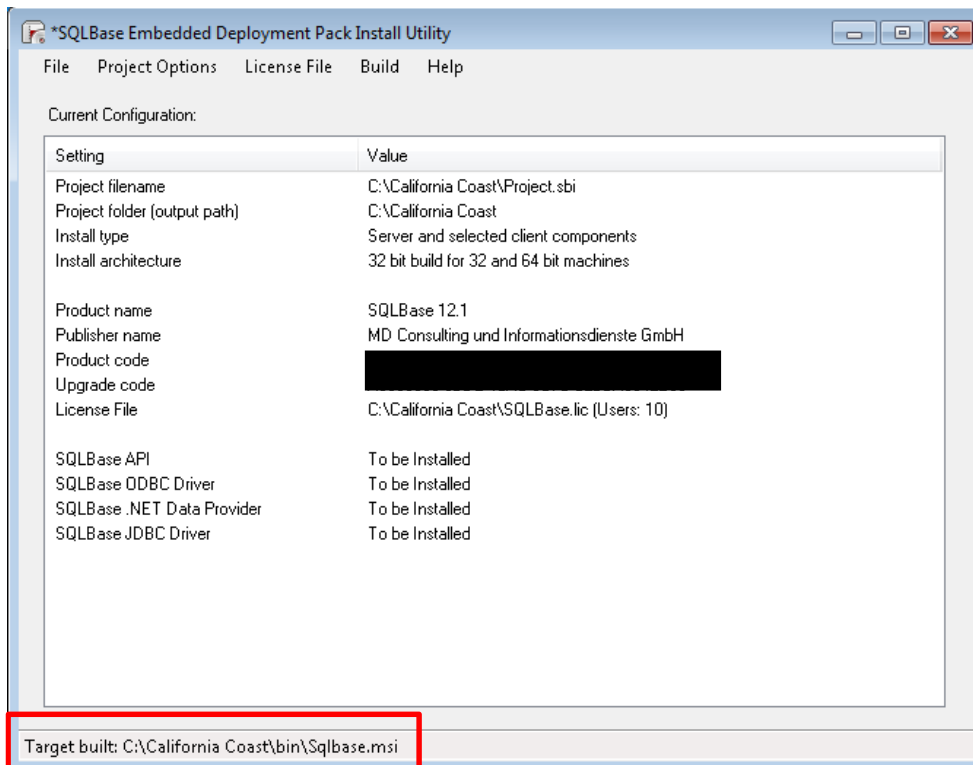 *SQLBase Embedded Deployment Pack Install Utility
File Project Options License File Build Help
Current Configuration:
Setting Value
Project filename C:\California Coast\Project.sbi
Project folder (output path) C:\California Coast
Install type Server and selected client components
Install architecture 32 bit build for 32 and 64 bit machines
Product name SQLBase 12.1
Publisher name MD Consulting und Informationsdienste GmbH
Product code
Upgrade code
License File C:\California Coast\SQLBase.lic (Users: 10)
SQLBase API To be Installed
SQLBase ODBC Driver To be Installed
SQLBase .NET Data Provider To be Installed
SQLBase JDBC Driver To be Installed
Target built: C:\California Coast\bin\Sqlbase.msi